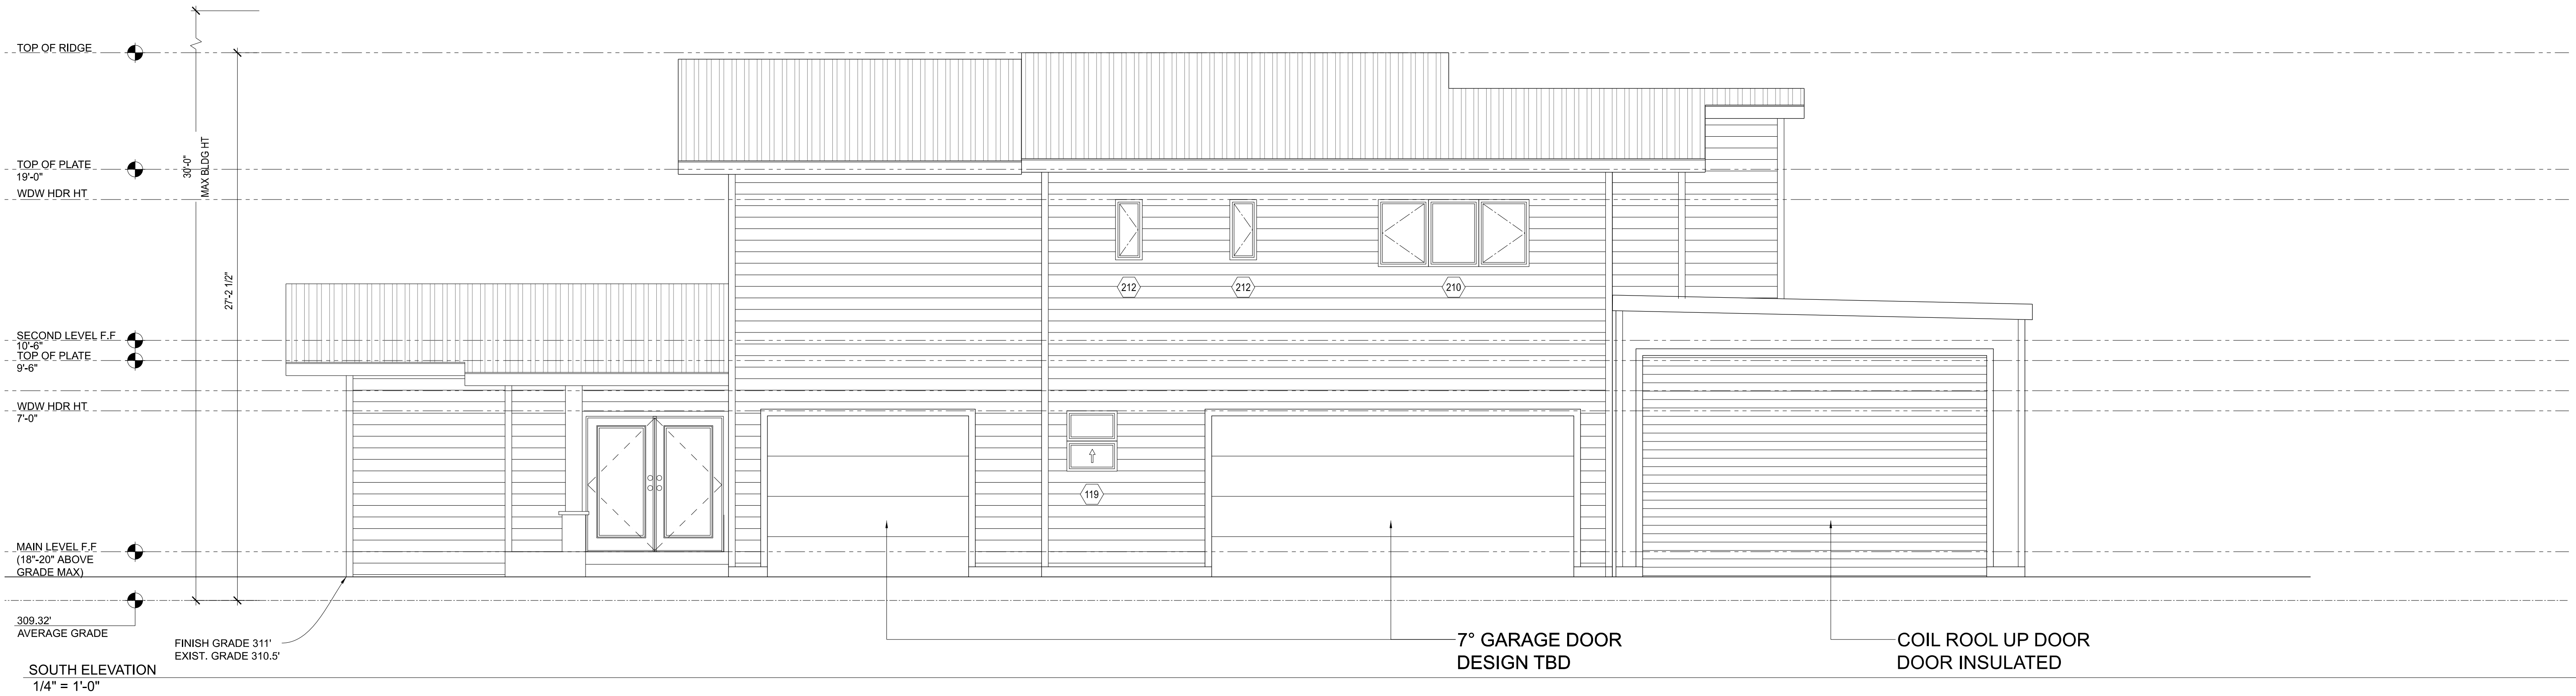 TOP OF RIDGE
TOP OF PLATE
19'-0"
WDW HDR HT
30'-0"
MAX BLDG HT
27'-2 1/2"
SECOND LEVEL F.F
10'-6"
TOP OF PLATE
9'-6"
WDW HDR HT
7'-0"
MAIN LEVEL F.F
(18"-20" ABOVE
GRADE MAX)
309.32'
AVERAGE GRADE
FINISH GRADE 311'
EXIST. GRADE 310.5'
212
212
210
119
7° GARAGE DOOR
DESIGN TBD
COIL ROOL UP DOOR
DOOR INSULATED
SOUTH ELEVATION
1/4" = 1'-0"